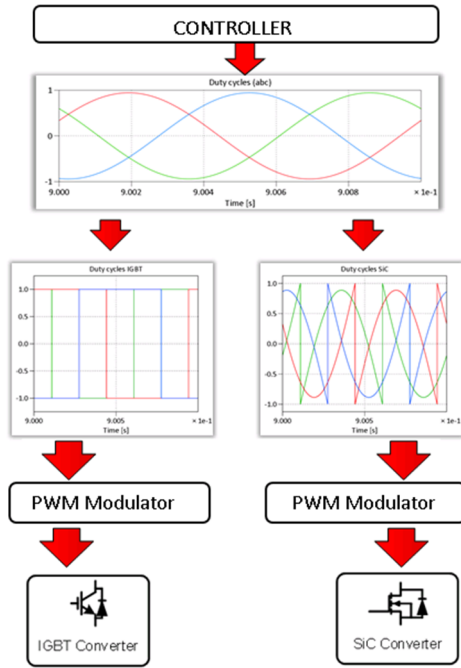 CONTROLLER
Duty cycles (abc)
1
0
-1
9.000 9.002 9.004 9.006 9.008 × 1e-1
Time [s]
Duty cycles IGBT
1.0
0.5
0.0
-0.5
-1.0
9.000 9.005 × 1e-1
Time [s]
Duty cycles SiC
1.0
0.5
0.0
-0.5
-1.0
9.000 9.005 × 1e-1
Time [s]
PWM Modulator
PWM Modulator
IGBT Converter
SiC Converter